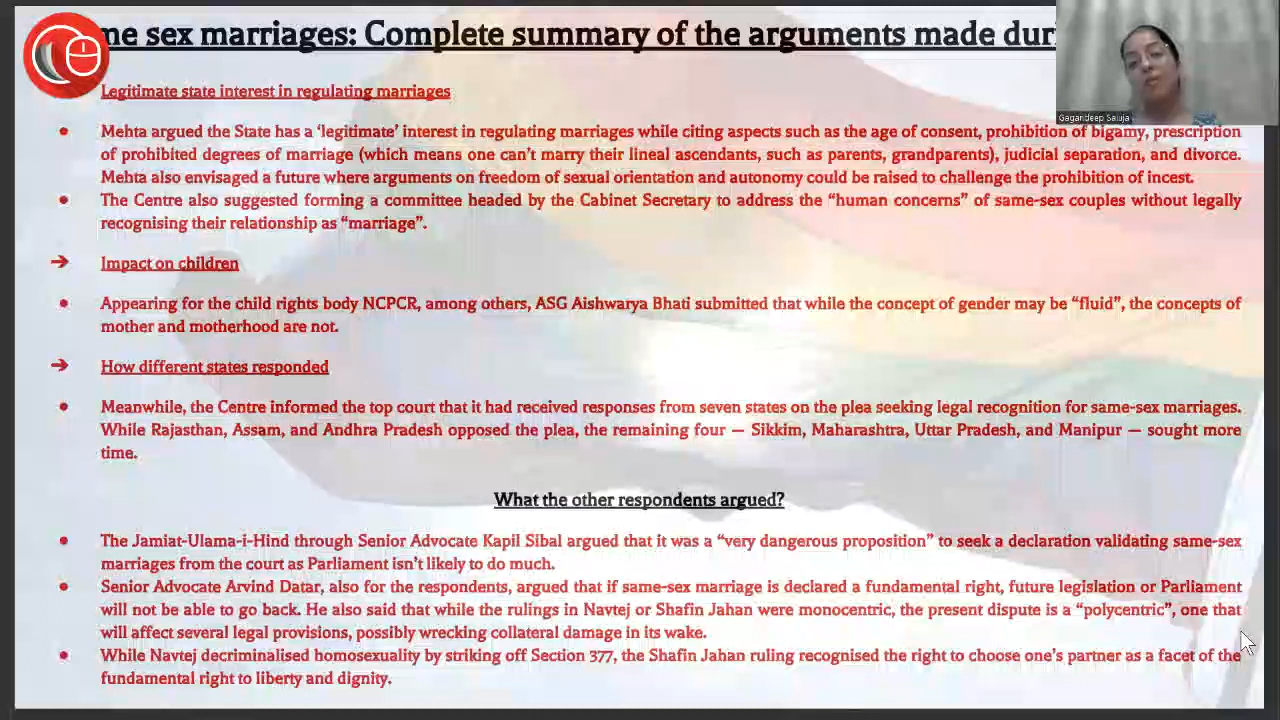 me sex marriages: Complete summary of the arguments made duri
Gagandeep Saluja
Legitimate state interest in regulating marriages
● Mehta argued the State has a ‘legitimate’ interest in regulating marriages while citing aspects such as the age of consent, prohibition of bigamy, prescription
of prohibited degrees of marriage (which means one can’t marry their lineal ascendants, such as parents, grandparents), judicial separation, and divorce.
Mehta also envisaged a future where arguments on freedom of sexual orientation and autonomy could be raised to challenge the prohibition of incest.
● The Centre also suggested forming a committee headed by the Cabinet Secretary to address the “human concerns” of same-sex couples without legally
recognising their relationship as “marriage”.
➔ Impact on children
● Appearing for the child rights body NCPCR, among others, ASG Aishwarya Bhati submitted that while the concept of gender may be “fluid”, the concepts of
mother and motherhood are not.
➔ How different states responded
● Meanwhile, the Centre informed the top court that it had received responses from seven states on the plea seeking legal recognition for same-sex marriages.
While Rajasthan, Assam, and Andhra Pradesh opposed the plea, the remaining four — Sikkim, Maharashtra, Uttar Pradesh, and Manipur — sought more
time.
What the other respondents argued?
● The Jamiat-Ulama-i-Hind through Senior Advocate Kapil Sibal argued that it was a “very dangerous proposition” to seek a declaration validating same-sex
marriages from the court as Parliament isn’t likely to do much.
● Senior Advocate Arvind Datar, also for the respondents, argued that if same-sex marriage is declared a fundamental right, future legislation or Parliament
will not be able to go back. He also said that while the rulings in Navtej or Shafin Jahan were monocentric, the present dispute is a “polycentric”, one that
will affect several legal provisions, possibly wrecking collateral damage in its wake.
● While Navtej decriminalised homosexuality by striking off Section 377, the Shafin Jahan ruling recognised the right to choose one’s partner as a facet of the
fundamental right to liberty and dignity.